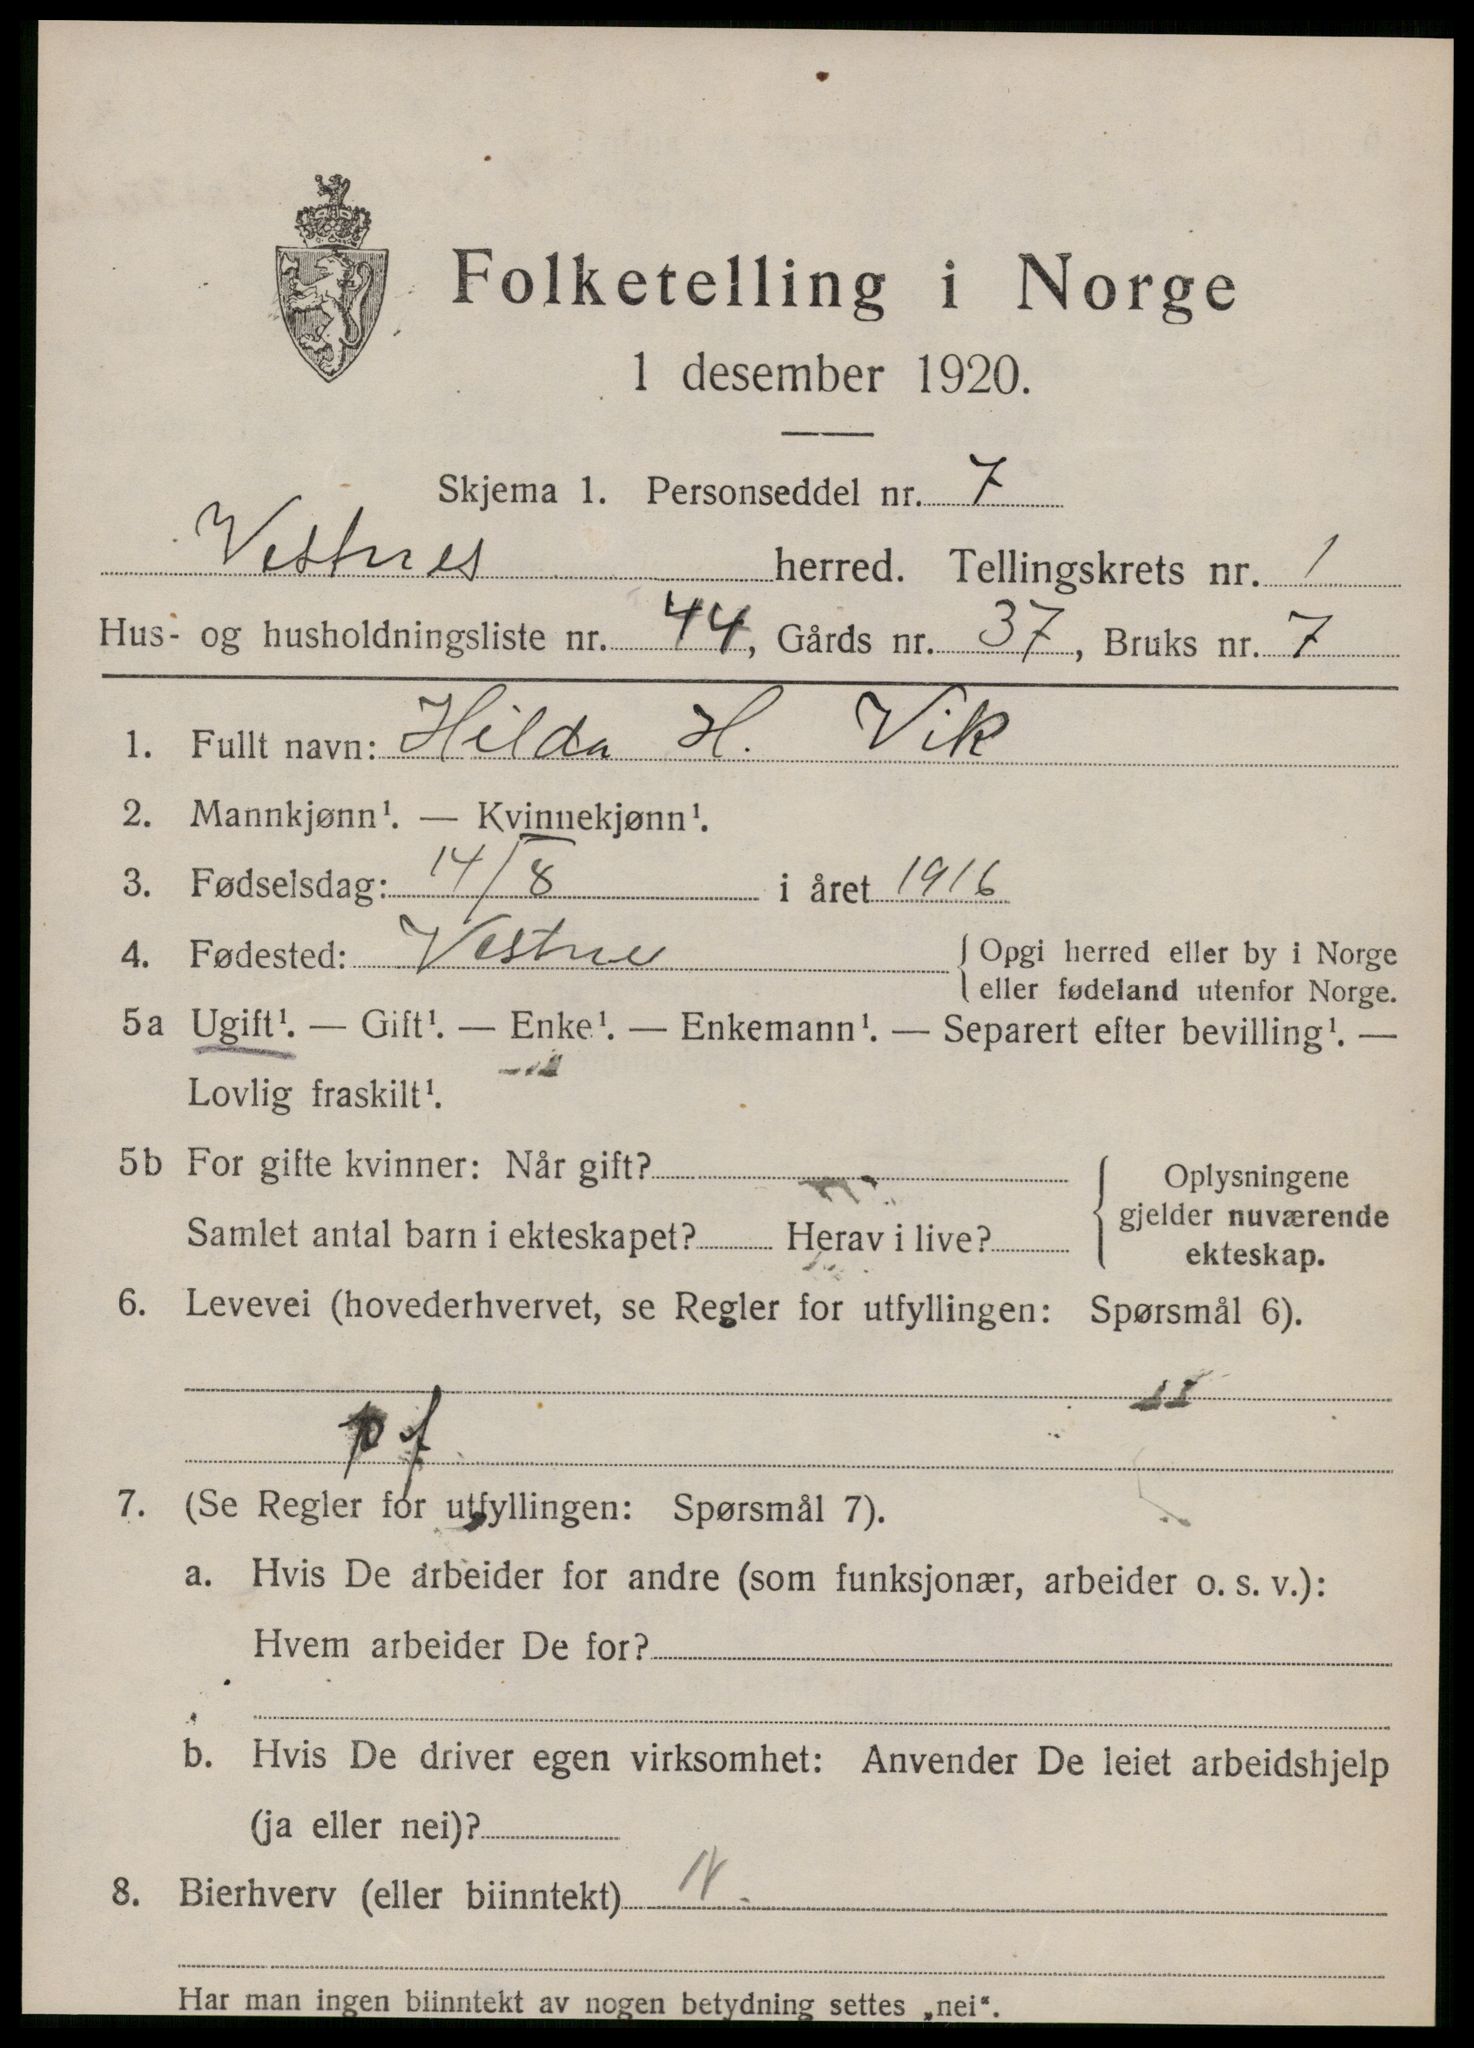 Folketelling i Norge
1 desember 1920.
Skjema 1. Personseddel nr. 7
Vestnes herred. Tellingskrets nr. 1
Hus- og husholdningsliste nr. 44, Gårds nr. 37, Bruks nr. 7
1. Fullt navn: Hilda H. Vik
2. Mannkjønn¹. — Kvinnekjønn¹.
3. Fødselsdag: 14/8 i året 1916
4. Fødested: Vestnes { Opgi herred eller by i Norge
eller fødeland utenfor Norge.
5a Ugift¹. — Gift¹. — Enke¹. — Enkemann¹. — Separert efter bevilling¹. —
Lovlig fraskilt¹.
5b For gifte kvinner: Når gift?
Samlet antal barn i ekteskapet? Herav i live?
{ Oplysningene
gjelder nuværende
ekteskap.
6. Levevei (hovederhvervet, se Regler for utfyllingen: Spørsmål 6).
pf
7. (Se Regler for utfyllingen: Spørsmål 7).
a. Hvis De arbeider for andre (som funksjonær, arbeider o. s. v.):
Hvem arbeider De for?
b. Hvis De driver egen virksomhet: Anvender De leiet arbeidshjelp
(ja eller nei)?
8. Bierhverv (eller biinntekt) N.
Har man ingen biinntekt av nogen betydning settes „nei“.